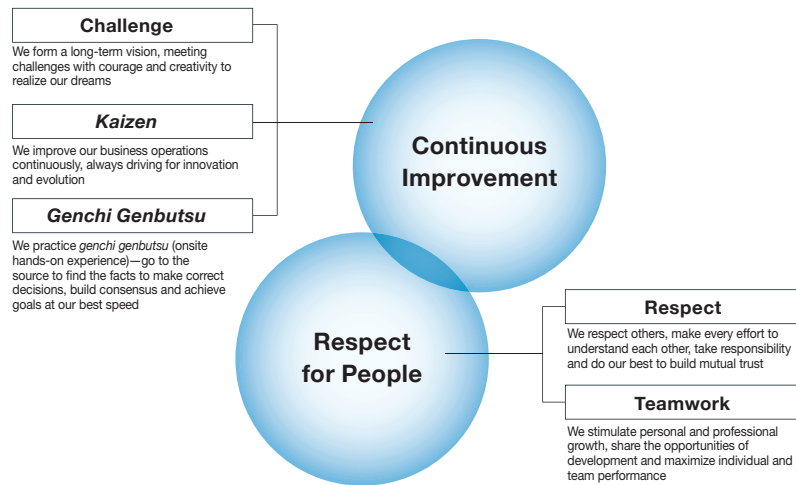 Challenge
We form a long-term vision, meeting
challenges with courage and creativity to
realize our dreams
Kaizen
We improve our business operations
continuously, always driving for innovation
and evolution
Genchi Genbutsu
We practice genchi genbutsu (onsite
hands-on experience)—go to the
source to find the facts to make correct
decisions, build consensus and achieve
goals at our best speed
Continuous
Improvement
Respect
for People
Respect
We respect others, make every effort to
understand each other, take responsibility
and do our best to build mutual trust
Teamwork
We stimulate personal and professional
growth, share the opportunities of
development and maximize individual and
team performance